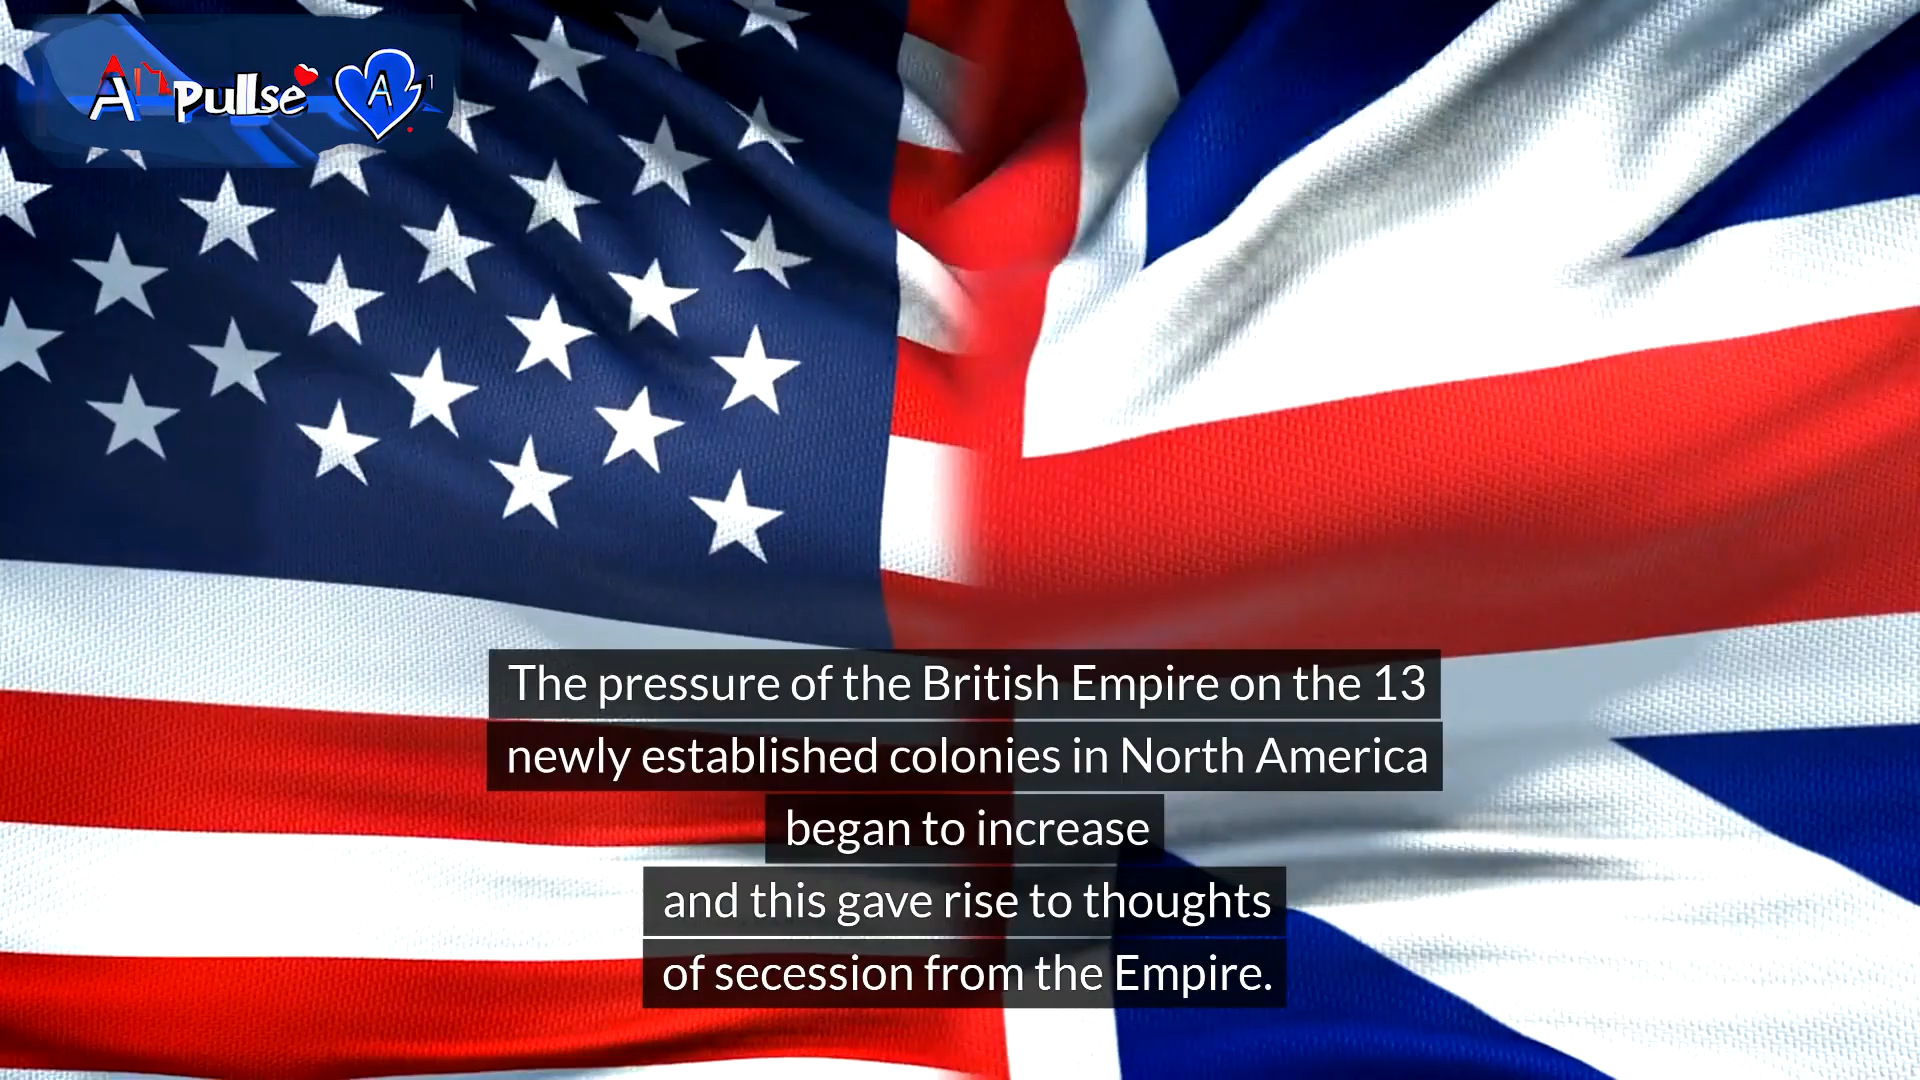 A pullse A
The pressure of the British Empire on the 13
newly established colonies in North America
began to increase
and this gave rise to thoughts
of secession from the Empire.